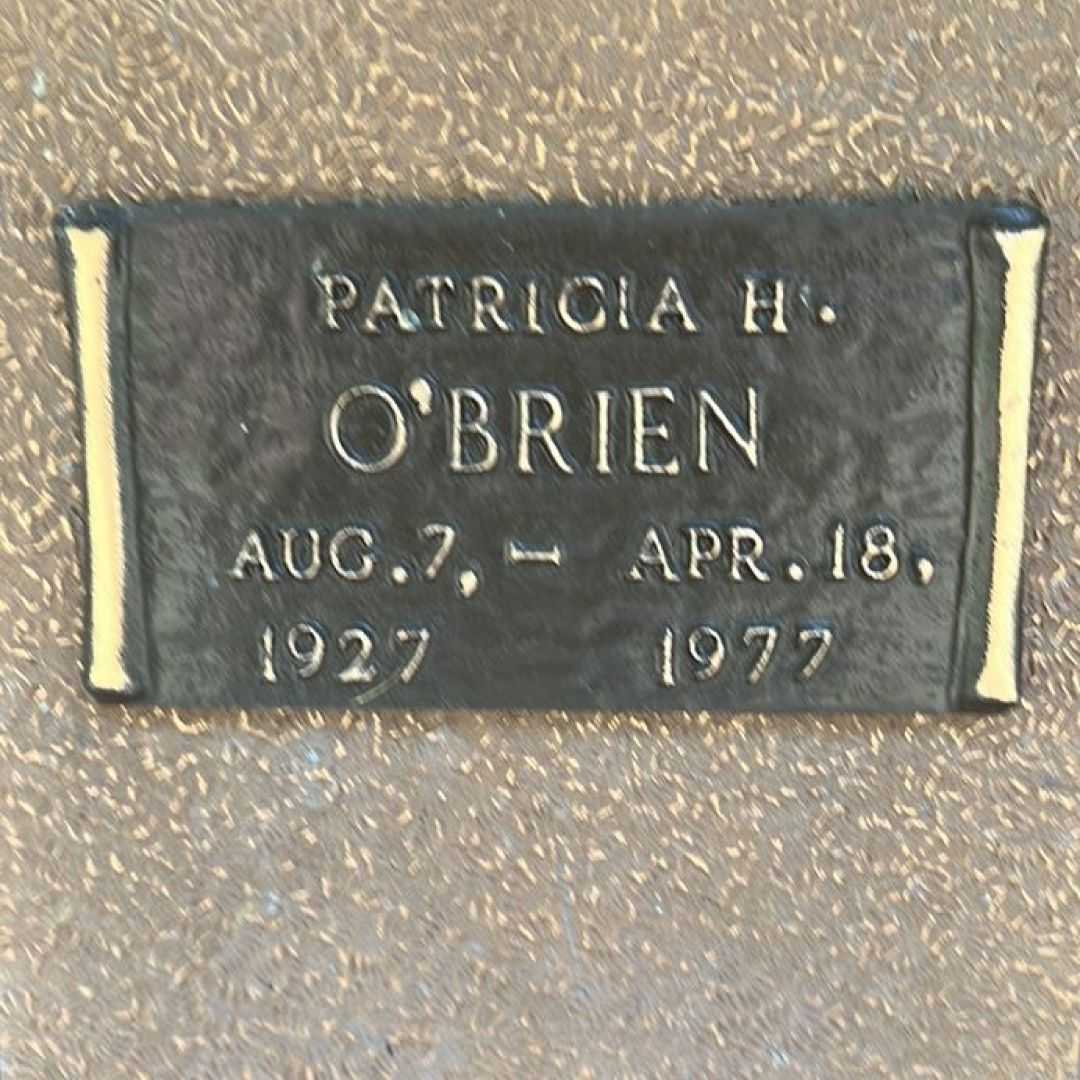 PATRICIA H.
O'BRIEN
AUG. 7, – APR. 18,
1927 1977